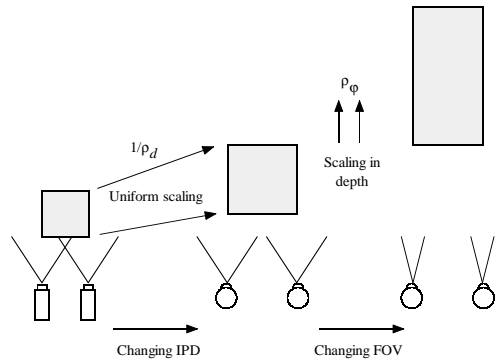 ρφ
1/ρd
Scaling in
depth
Uniform scaling
Changing IPD
Changing FOV